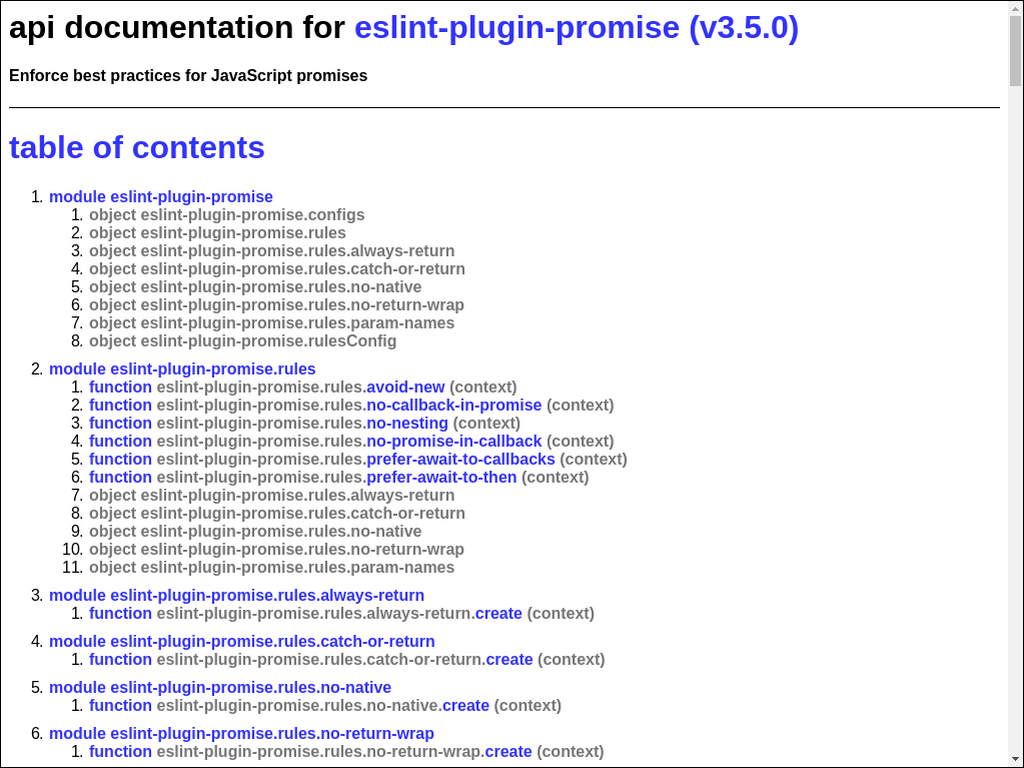 api documentation for eslint-plugin-promise (v3.5.0)
Enforce best practices for JavaScript promises
table of contents
1. module eslint-plugin-promise
1. object eslint-plugin-promise.configs
2. object eslint-plugin-promise.rules
3. object eslint-plugin-promise.rules.always-return
4. object eslint-plugin-promise.rules.catch-or-return
5. object eslint-plugin-promise.rules.no-native
6. object eslint-plugin-promise.rules.no-return-wrap
7. object eslint-plugin-promise.rules.param-names
8. object eslint-plugin-promise.rulesConfig
2. module eslint-plugin-promise.rules
1. function eslint-plugin-promise.rules.avoid-new (context)
2. function eslint-plugin-promise.rules.no-callback-in-promise (context)
3. function eslint-plugin-promise.rules.no-nesting (context)
4. function eslint-plugin-promise.rules.no-promise-in-callback (context)
5. function eslint-plugin-promise.rules.prefer-await-to-callbacks (context)
6. function eslint-plugin-promise.rules.prefer-await-to-then (context)
7. object eslint-plugin-promise.rules.always-return
8. object eslint-plugin-promise.rules.catch-or-return
9. object eslint-plugin-promise.rules.no-native
10. object eslint-plugin-promise.rules.no-return-wrap
11. object eslint-plugin-promise.rules.param-names
3. module eslint-plugin-promise.rules.always-return
1. function eslint-plugin-promise.rules.always-return.create (context)
4. module eslint-plugin-promise.rules.catch-or-return
1. function eslint-plugin-promise.rules.catch-or-return.create (context)
5. module eslint-plugin-promise.rules.no-native
1. function eslint-plugin-promise.rules.no-native.create (context)
6. module eslint-plugin-promise.rules.no-return-wrap
1. function eslint-plugin-promise.rules.no-return-wrap.create (context)